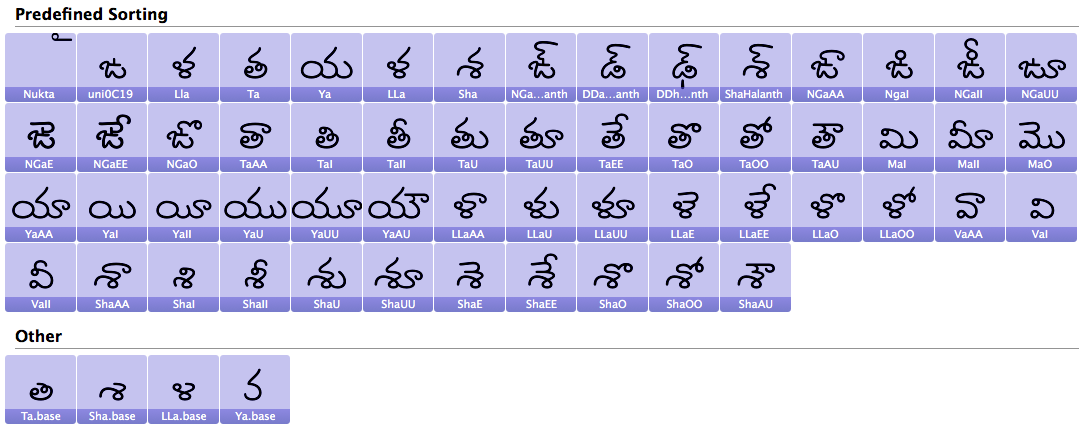 Predefined Sorting
ఙ ళ త య ళ శ ఙ్ డ్ ఢ్ శ్ ఙా ఙి ఙీ ఙూ
Nukta uni0C19 Lla Ta Ya LLa Sha NGa...anth DDa...anth DDh...nth ShaHalanth NGaAA NgaI NGaII NGaUU
ఙె ఙే ఙొ తా తి తీ తు తూ తే తొ తో తౌ మి మీ మొ
NGaE NGaEE NGaO TaAA TaI TaII TaU TaUU TaEE TaO TaOO TaAU MaI MaII MaO
యా యి యీ యు యూ యౌ ళా ళు ళూ ళె ళే ళొ ళో వా వి
YaAA YaI YaII YaU YaUU YaAU LLaAA LLaU LLaUU LLaE LLaEE LLaO LLaOO VaAA VaI
వీ శా శి శీ శు శూ శె శే శొ శో శౌ
VaII ShaAA ShaI ShaII ShaU ShaUU ShaE ShaEE ShaO ShaOO ShaAU
Other
Ta.base Sha.base LLa.base Ya.base